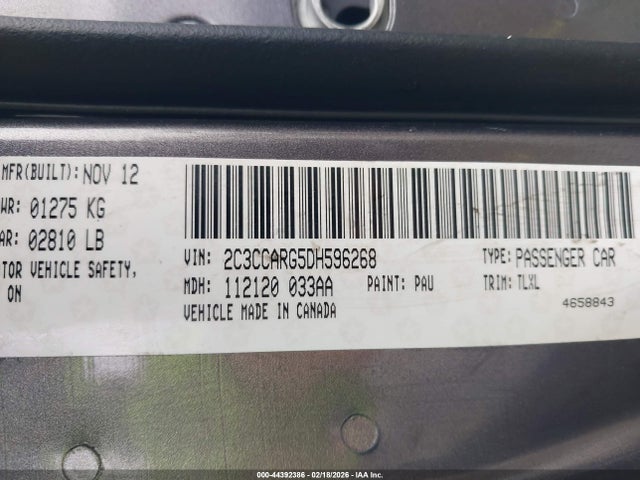 MFR(BUILT): NOV 12
WR: 01275 KG
AR: 02810 LB
TOR VEHICLE SAFETY,
ON
VIN: 2C3CCARG5DH596268 TYPE: PASSENGER CAR
MDH: 112120 033AA PAINT: PAU TRIM: TLXL
VEHICLE MADE IN CANADA 4658843
000-44392386 - 02/18/2026 - IAA Inc.